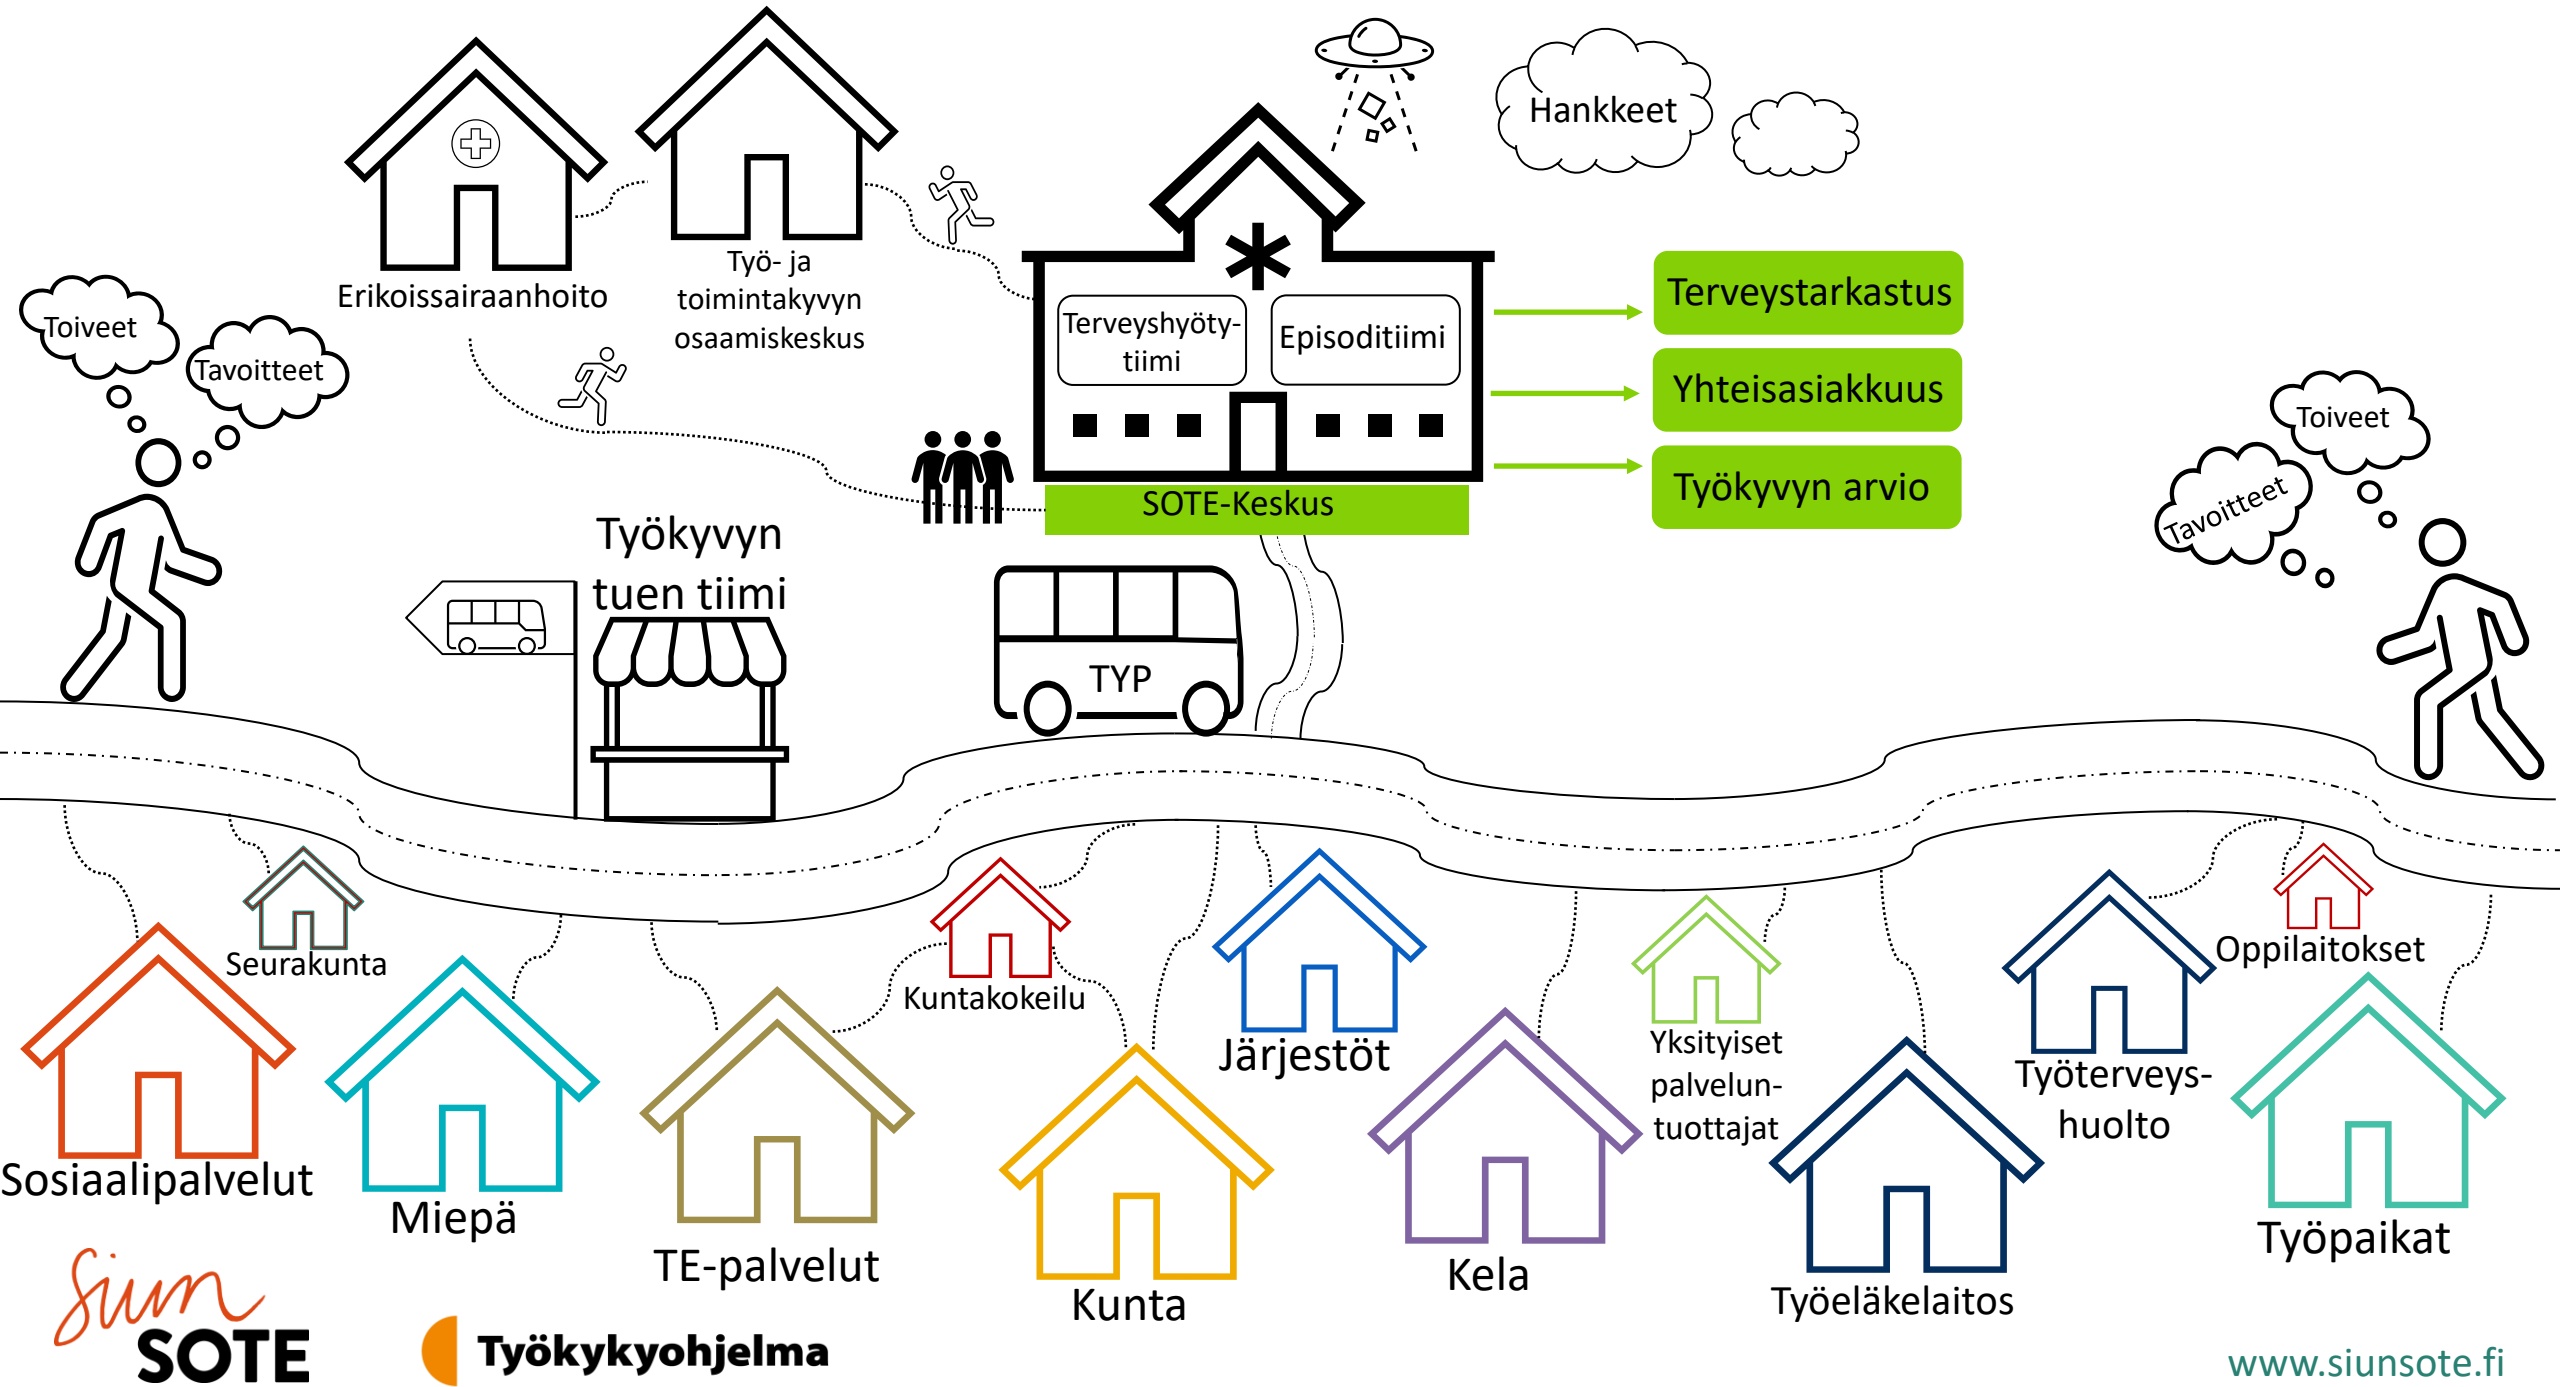 Hankkeet
Työ- ja
toimintakyvyn
osaamiskeskus
Erikoissairaanhoito
Toiveet
Tavoitteet
Terveyshyöty-
tiimi
Episoditiimi
SOTE-Keskus
Terveystarkastus
Yhteisasiakkuus
Työkyvyn arvio
Toiveet
Tavoitteet
Työkyvyn
tuen tiimi
TYP
Seurakunta
Sosiaalipalvelut
Miepä
TE-palvelut
Kuntakokeilu
Kunta
Järjestöt
Kela
Yksityiset
palvelun-
tuottajat
Työeläkelaitos
Työterveys-
huolto
Oppilaitokset
Työpaikat
Siun
SOTE
Työkykyohjelma
www.siunsote.fi